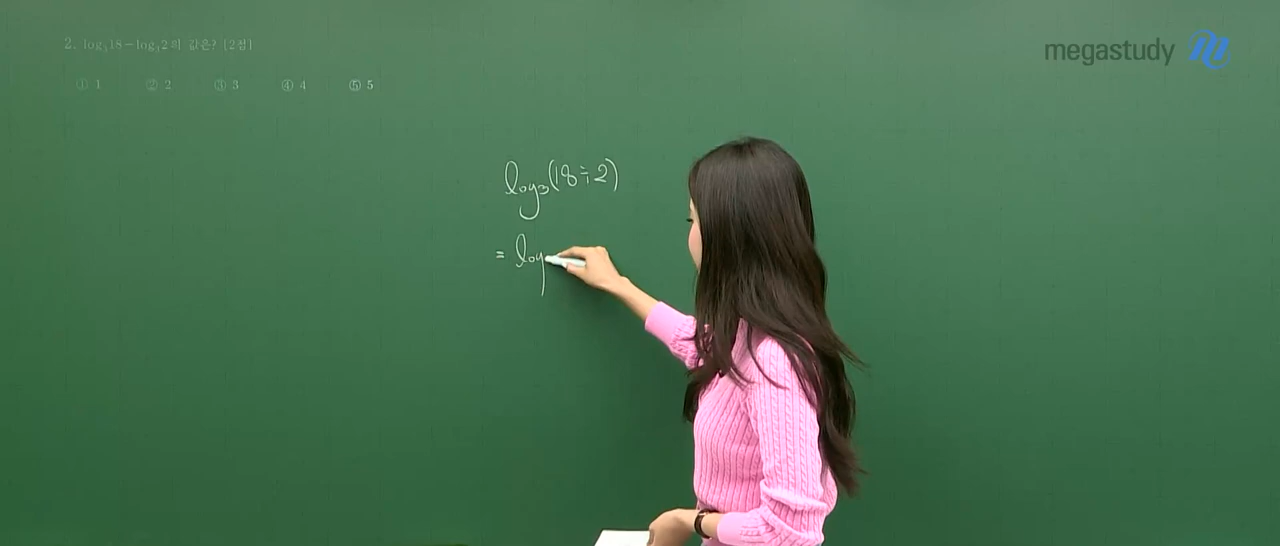 2. log₃18－log₃2의 값은? [2점]
① 1 ② 2 ③ 3 ④ 4 ⑤ 5
megastudy
log₃(18÷2)
= log